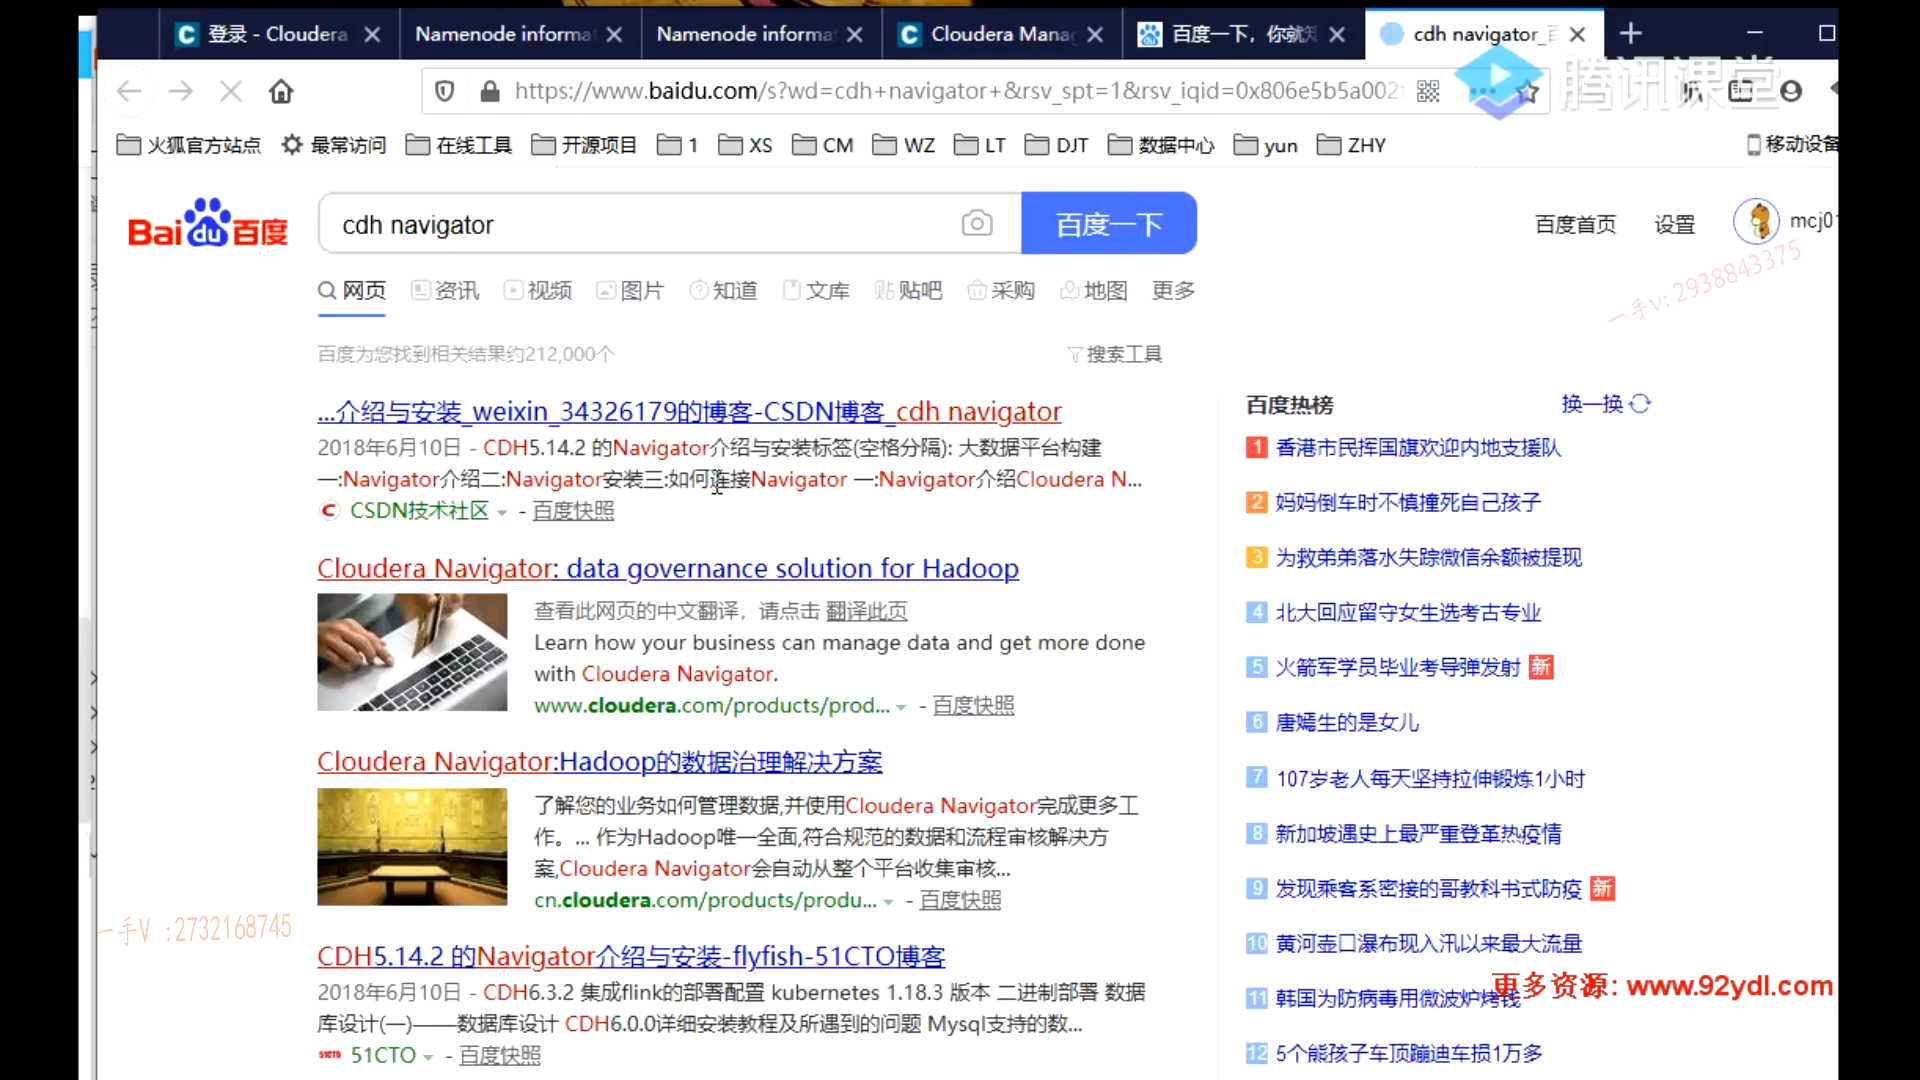 登录 - Cloudera
Namenode informa
Namenode informa
Cloudera Mana
百度一下，你就知
cdh navigator_百
https://www.baidu.com/s?wd=cdh+navigator+&rsv_spt=1&rsv_iqid=0x806e5b5a002f
腾讯课堂
火狐官方站点
最常访问
在线工具
开源项目
1
XS
CM
WZ
LT
DJT
数据中心
yun
ZHY
移动设备
Bai du 百度
cdh navigator
百度一下
百度首页
设置
mcj01
一手v: 2938843375
网页
资讯
视频
图片
知道
文库
贴吧
采购
地图
更多
百度为您找到相关结果约212,000个
搜索工具
...介绍与安装_weixin_34326179的博客-CSDN博客_cdh navigator
2018年6月10日 - CDH5.14.2 的Navigator介绍与安装标签(空格分隔): 大数据平台构建
一:Navigator介绍二:Navigator安装三:如何连接Navigator 一:Navigator介绍Cloudera N...
CSDN技术社区 - 百度快照
Cloudera Navigator: data governance solution for Hadoop
查看此网页的中文翻译，请点击 翻译此页
Learn how your business can manage data and get more done
with Cloudera Navigator.
www.cloudera.com/products/prod... - 百度快照
Cloudera Navigator:Hadoop的数据治理解决方案
了解您的业务如何管理数据,并使用Cloudera Navigator完成更多工
作。... 作为Hadoop唯一全面,符合规范的数据和流程审核解决方
案,Cloudera Navigator会自动从整个平台收集审核...
cn.cloudera.com/products/produ... - 百度快照
一手V :2732168745
CDH5.14.2 的Navigator介绍与安装-flyfish-51CTO博客
2018年6月10日 - CDH6.3.2 集成flink的部署配置 kubernetes 1.18.3 版本 二进制部署 数据
库设计(一)——数据库设计 CDH6.0.0详细安装教程及所遇到的问题 Mysql支持的数...
51CTO 51CTO - 百度快照
百度热榜
换一换
1 香港市民挥国旗欢迎内地支援队
2 妈妈倒车时不慎撞死自己孩子
3 为救弟弟落水失踪微信余额被提现
4 北大回应留守女生选考古专业
5 火箭军学员毕业考导弹发射 新
6 唐嫣生的是女儿
7 107岁老人每天坚持拉伸锻炼1小时
8 新加坡遇史上最严重登革热疫情
9 发现乘客系密接的哥教科书式防疫 新
10 黄河壶口瀑布现入汛以来最大流量
更多资源: www.92ydl.com
11 韩国为防病毒用微波炉烤钱
12 5个熊孩子车顶蹦迪车损1万多